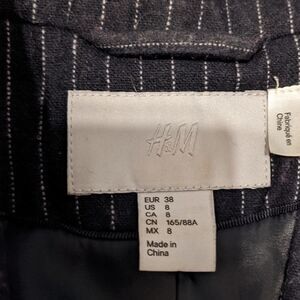 H&M
EUR 38
US 8
CA 8
CN 165/88A
MX 8
Made in
China
Fabriqué en
Chine